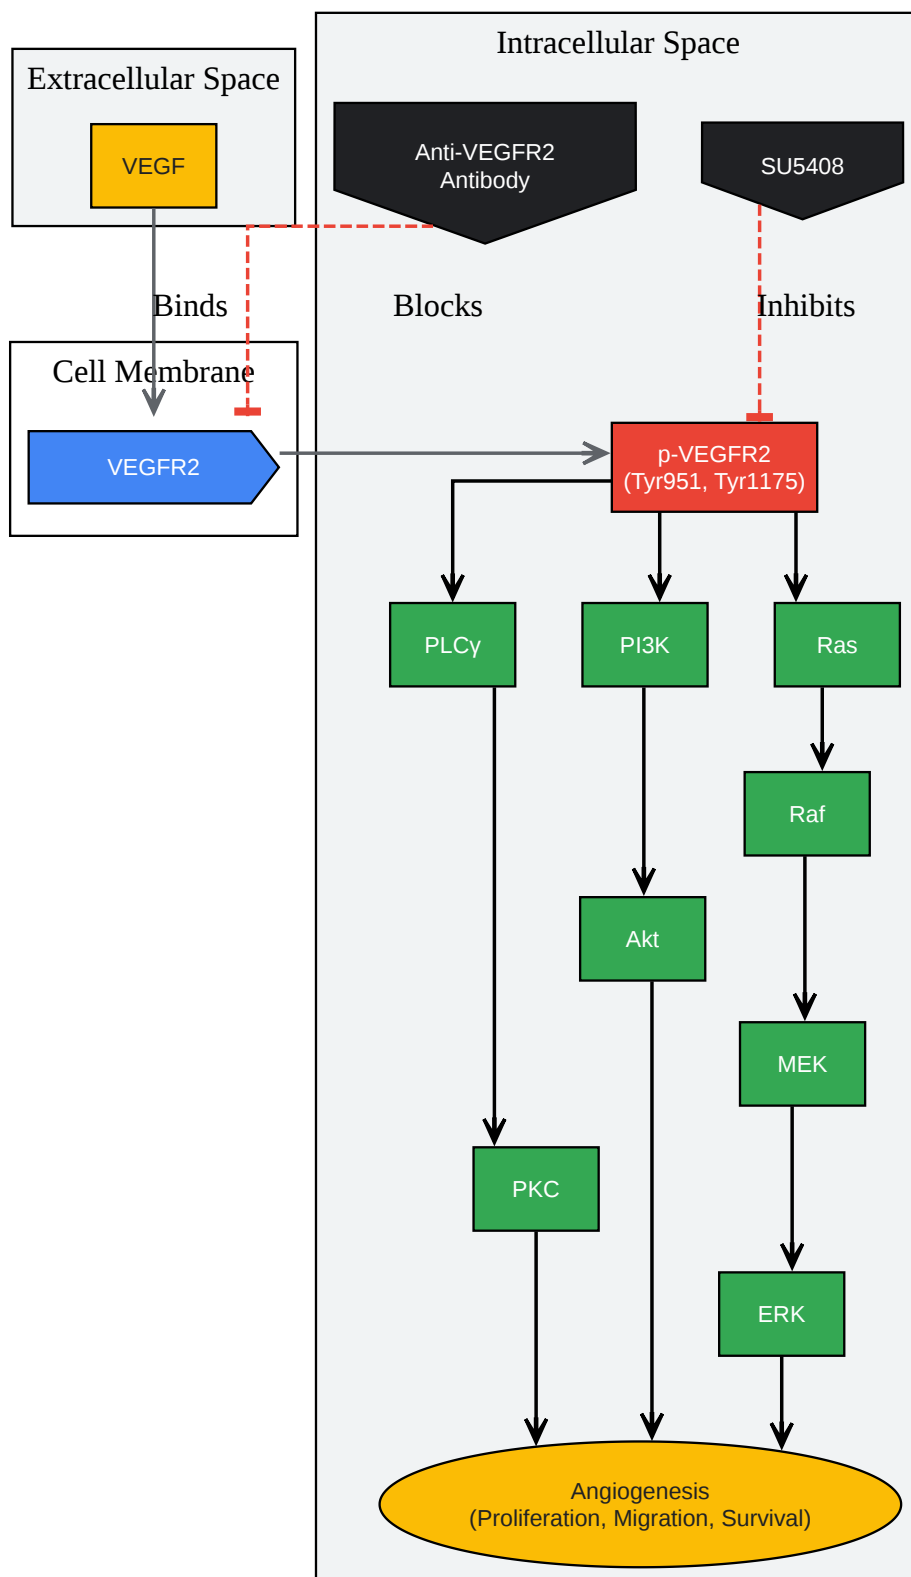 Intracellular Space
Extracellular Space
VEGF
Anti-VEGFR2
Antibody
SU5408
Binds
Blocks
Inhibits
Cell Membrane
VEGFR2
p-VEGFR2
(Tyr951, Tyr1175)
PLCγ
PI3K
Ras
Raf
Akt
MEK
PKC
ERK
Angiogenesis
(Proliferation, Migration, Survival)